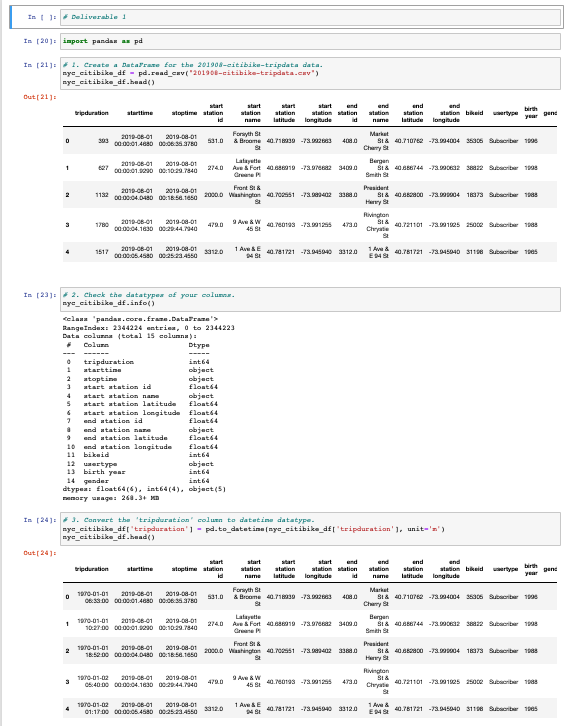 In [ ]: # Deliverable 1
In [20]: import pandas as pd
In [21]: # 1. Create a DataFrame for the 201908-citibike-tripdata data.
nyc_citibike_df = pd.read_csv("201908-citibike-tripdata.csv")
nyc_citibike_df.head()
Out[21]:
tripduration starttime stoptime start station id start station name start station latitude start station longitude end station id end station name end station latitude end station longitude bikeid usertype birth year gend
0 393 2019-08-01 00:00:01.4680 2019-08-01 00:06:35.3780 531.0 Forsyth St & Broome St 40.718939 -73.992663 408.0 Market St & Cherry St 40.710762 -73.994004 35305 Subscriber 1996
1 627 2019-08-01 00:00:01.9290 2019-08-01 00:10:29.7840 274.0 Lafayette Ave & Fort Greene Pl 40.686919 -73.976682 3409.0 Bergen St & Smith St 40.686744 -73.990632 38822 Subscriber 1998
2 1132 2019-08-01 00:00:04.0480 2019-08-01 00:18:56.1650 2000.0 Front St & Washington St 40.702551 -73.989402 3388.0 President St & Henry St 40.682800 -73.999904 18373 Subscriber 1988
3 1780 2019-08-01 00:00:04.1630 2019-08-01 00:29:44.7940 479.0 9 Ave & W 45 St 40.760193 -73.991255 473.0 Rivington St & Chrystie St 40.721101 -73.991925 25002 Subscriber 1988
4 1517 2019-08-01 00:00:05.4580 2019-08-01 00:25:23.4550 3312.0 1 Ave & E 94 St 40.781721 -73.945940 3312.0 1 Ave & E 94 St 40.781721 -73.945940 31198 Subscriber 1965
In [23]: # 2. Check the datatypes of your columns.
nyc_citibike_df.info()
<class 'pandas.core.frame.DataFrame'>
RangeIndex: 2344224 entries, 0 to 2344223
Data columns (total 15 columns):
# Column Dtype
--- ------ -----
0 tripduration int64
1 starttime object
2 stoptime object
3 start station id float64
4 start station name object
5 start station latitude float64
6 start station longitude float64
7 end station id float64
8 end station name object
9 end station latitude float64
10 end station longitude float64
11 bikeid int64
12 usertype object
13 birth year int64
14 gender int64
dtypes: float64(6), int64(4), object(5)
memory usage: 268.3+ MB
In [24]: # 3. Convert the 'tripduration' column to datetime datatype.
nyc_citibike_df['tripduration'] = pd.to_datetime(nyc_citibike_df['tripduration'], unit='m')
nyc_citibike_df.head()
Out[24]:
tripduration starttime stoptime start station id start station name start station latitude start station longitude end station id end station name end station latitude end station longitude bikeid usertype birth year gend
0 1970-01-01 06:33:00 2019-08-01 00:00:01.4680 2019-08-01 00:06:35.3780 531.0 Forsyth St & Broome St 40.718939 -73.992663 408.0 Market St & Cherry St 40.710762 -73.994004 35305 Subscriber 1996
1 1970-01-01 10:27:00 2019-08-01 00:00:01.9290 2019-08-01 00:10:29.7840 274.0 Lafayette Ave & Fort Greene Pl 40.686919 -73.976682 3409.0 Bergen St & Smith St 40.686744 -73.990632 38822 Subscriber 1998
2 1970-01-01 18:52:00 2019-08-01 00:00:04.0480 2019-08-01 00:18:56.1650 2000.0 Front St & Washington St 40.702551 -73.989402 3388.0 President St & Henry St 40.682800 -73.999904 18373 Subscriber 1988
3 1970-01-02 05:40:00 2019-08-01 00:00:04.1630 2019-08-01 00:29:44.7940 479.0 9 Ave & W 45 St 40.760193 -73.991255 473.0 Rivington St & Chrystie St 40.721101 -73.991925 25002 Subscriber 1988
4 1970-01-02 01:17:00 2019-08-01 00:00:05.4580 2019-08-01 00:25:23.4550 3312.0 1 Ave & E 94 St 40.781721 -73.945940 3312.0 1 Ave & E 94 St 40.781721 -73.945940 31198 Subscriber 1965